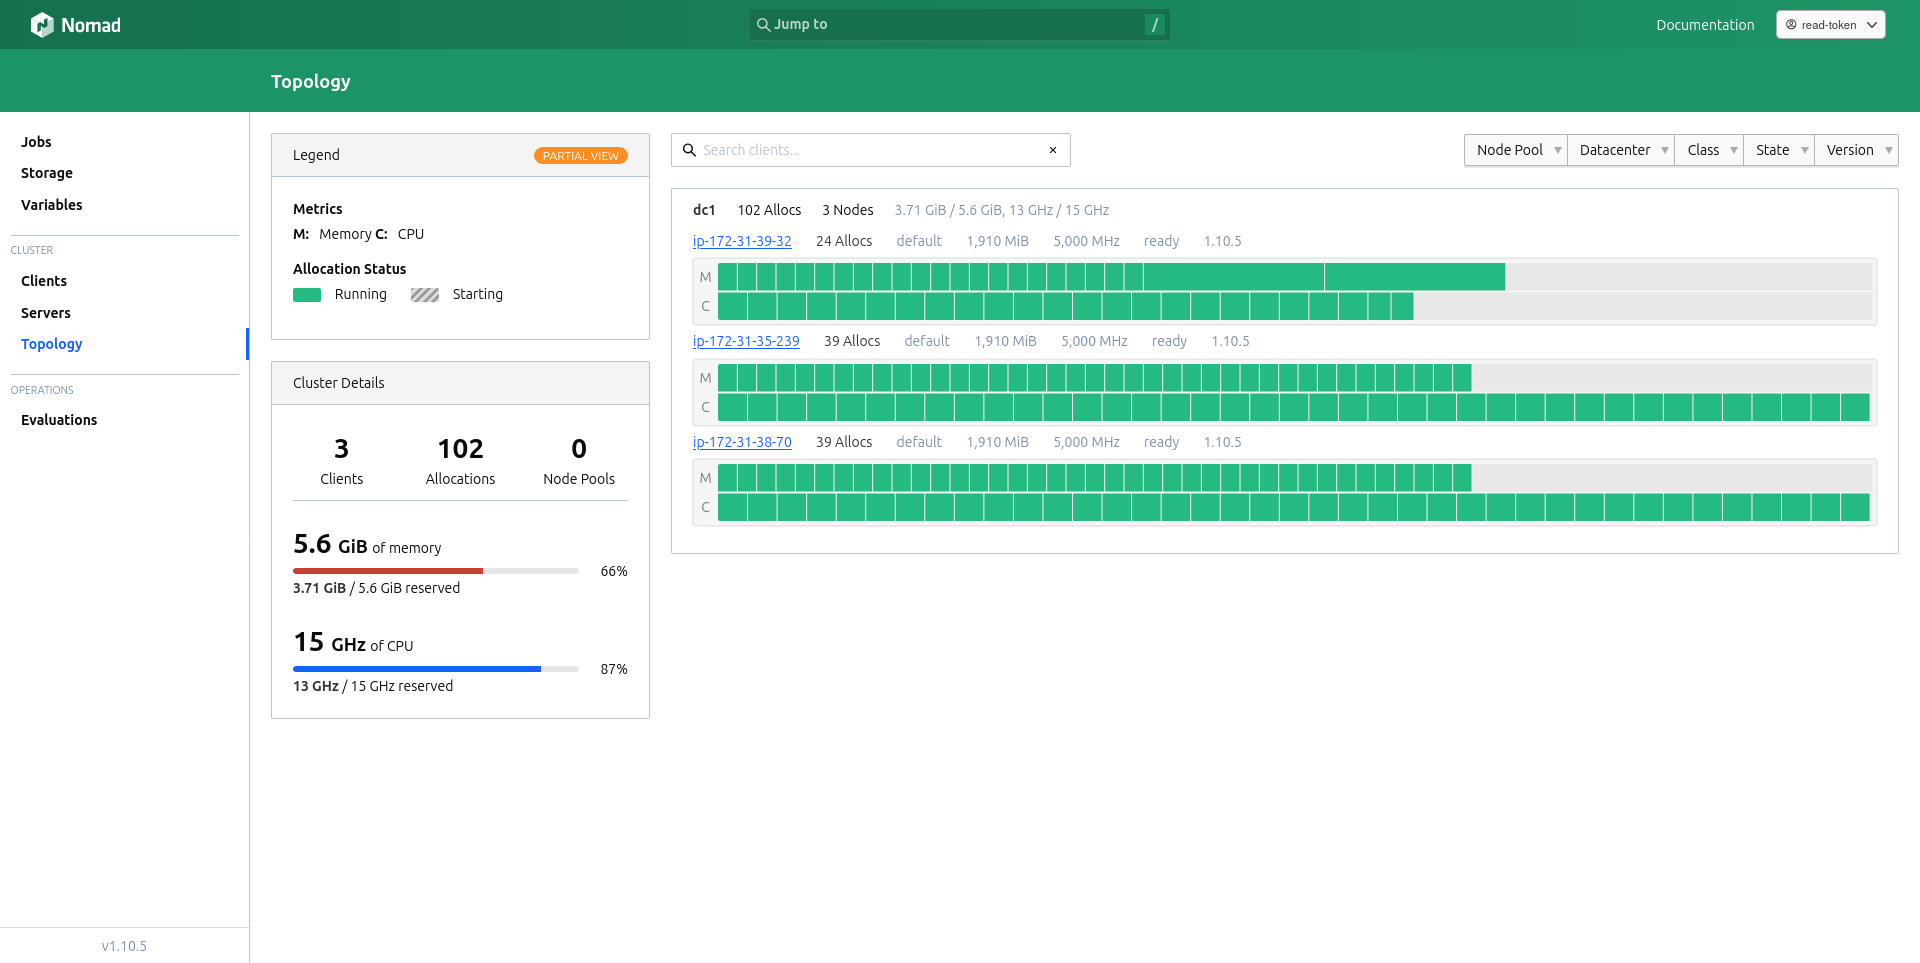 Nomad
Jump to
/
Documentation
read-token
Topology
Jobs
Storage
Variables
CLUSTER
Clients
Servers
Topology
OPERATIONS
Evaluations
v1.10.5
Legend
PARTIAL VIEW
Metrics
M: Memory C: CPU
Allocation Status
Running Starting
Cluster Details
3 102 0
Clients Allocations Node Pools
5.6 GiB of memory
66%
3.71 GiB / 5.6 GiB reserved
15 GHz of CPU
87%
13 GHz / 15 GHz reserved
Search clients...
×
Node Pool Datacenter Class State Version
dc1 102 Allocs 3 Nodes 3.71 GiB / 5.6 GiB, 13 GHz / 15 GHz
ip-172-31-39-32 24 Allocs default 1,910 MiB 5,000 MHz ready 1.10.5
M
C
ip-172-31-35-239 39 Allocs default 1,910 MiB 5,000 MHz ready 1.10.5
M
C
ip-172-31-38-70 39 Allocs default 1,910 MiB 5,000 MHz ready 1.10.5
M
C